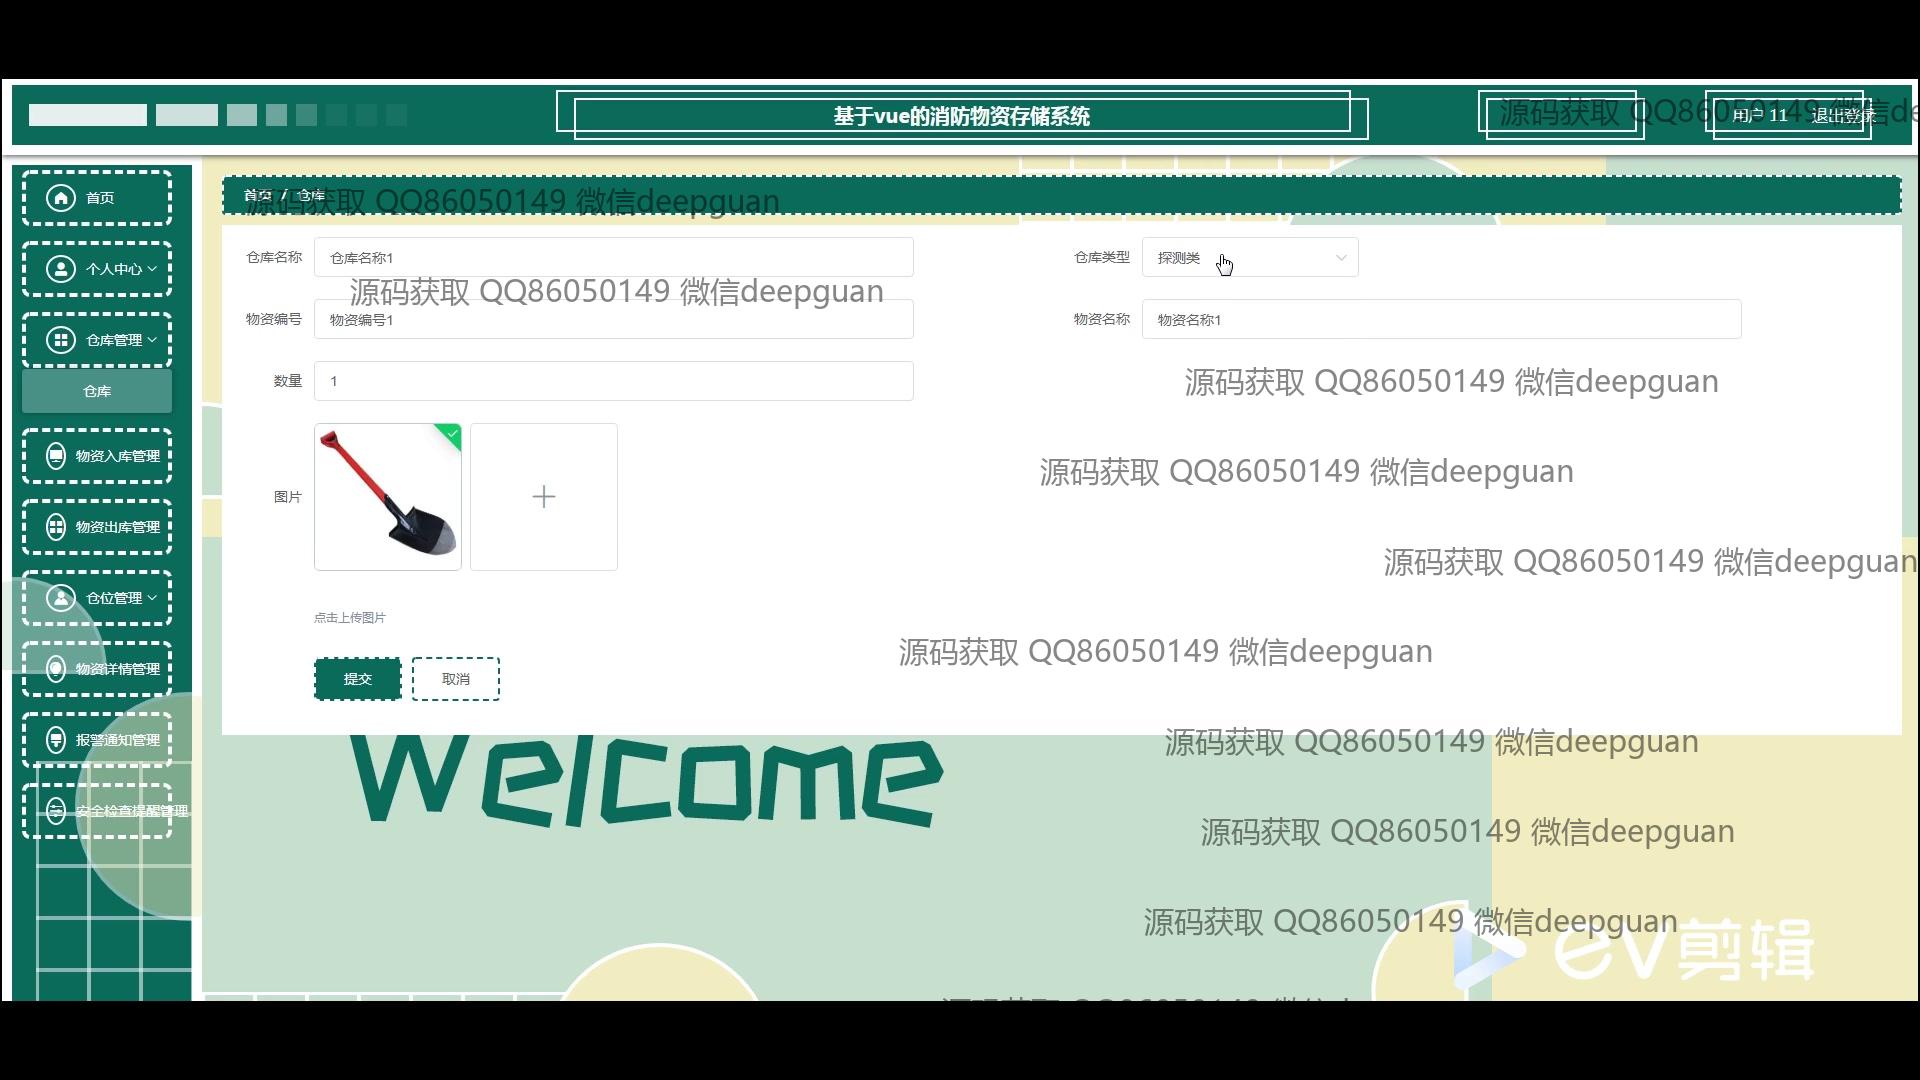 基于vue的消防物资存储系统
源码获取 QQ86050149 微信de
用户 11 退出登录
首页
首页 / 仓库
源码获取 QQ86050149 微信deepguan
个人中心
仓库名称 仓库名称1
仓库类型 探测类
源码获取 QQ86050149 微信deepguan
仓库管理
物资编号 物资编号1
物资名称 物资名称1
仓库
数量 1
源码获取 QQ86050149 微信deepguan
物资入库管理
源码获取 QQ86050149 微信deepguan
图片
物资出库管理
源码获取 QQ86050149 微信deepguan
仓位管理
点击上传图片
源码获取 QQ86050149 微信deepguan
物资详情管理
提交 取消
报警通知管理
源码获取 QQ86050149 微信deepguan
Welcome
安全检查提醒管理
源码获取 QQ86050149 微信deepguan
源码获取 QQ86050149 微信deepguan
ev剪辑